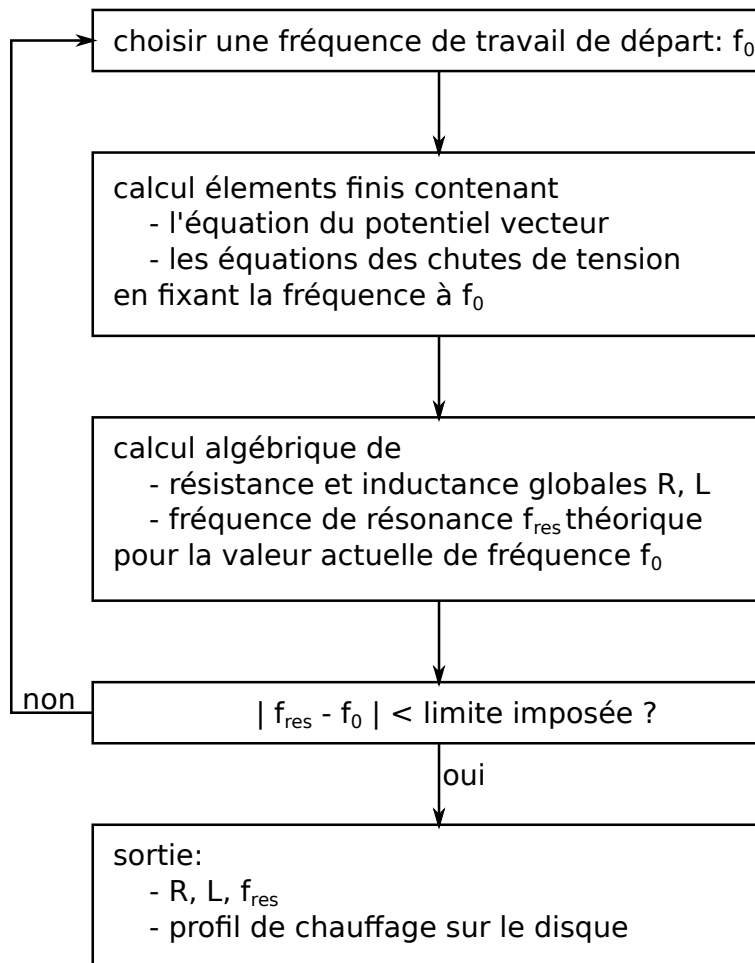 choisir une fréquence de travail de départ: f₀
calcul élements finis contenant
- l'équation du potentiel vecteur
- les équations des chutes de tension
en fixant la fréquence à f₀
calcul algébrique de
- résistance et inductance globales R, L
- fréquence de résonance fres théorique
pour la valeur actuelle de fréquence f₀
non
| fres - f₀ | < limite imposée ?
oui
sortie:
- R, L, fres
- profil de chauffage sur le disque